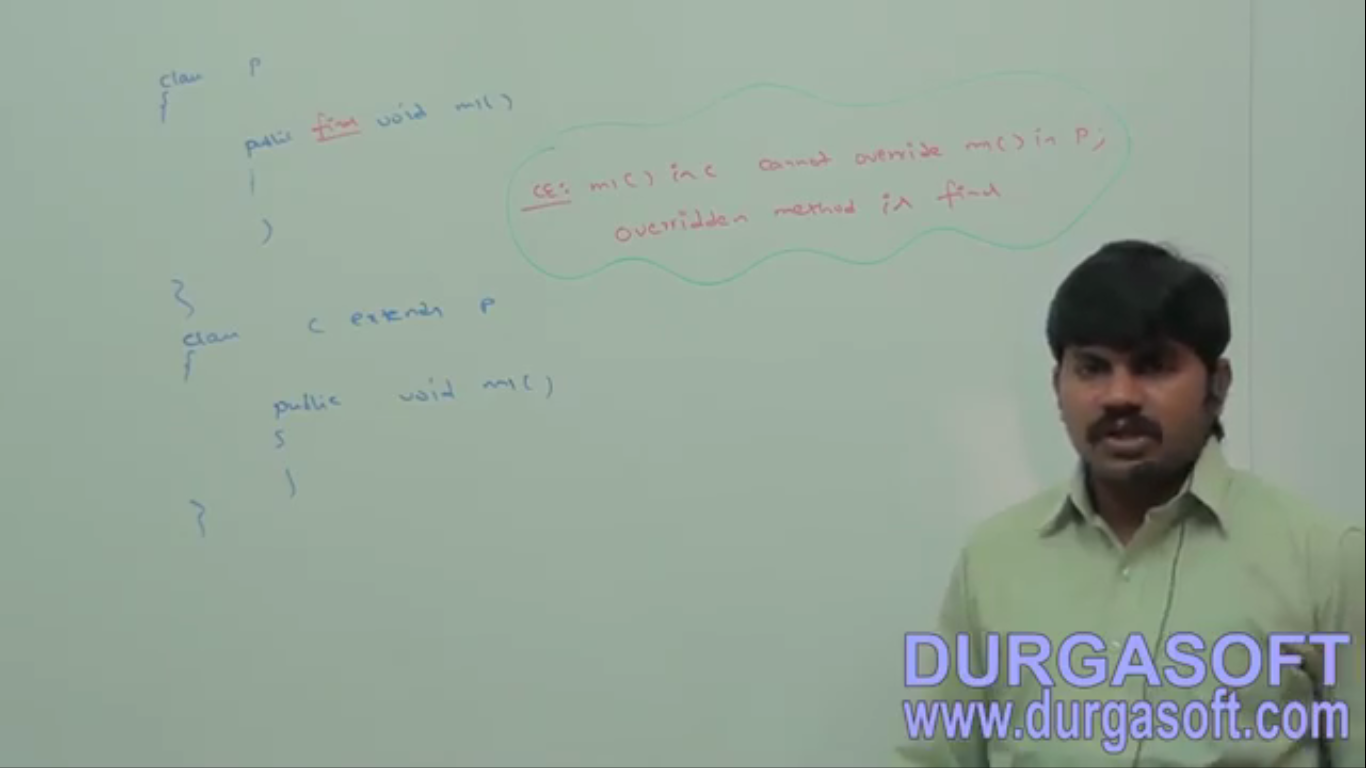 class P
{
public final void m1()
{
}
}
class C extends P
{
public void m1()
{
}
}
CE: m1() in C cannot override m1() in P;
overridden method is final
DURGASOFT
www.durgasoft.com